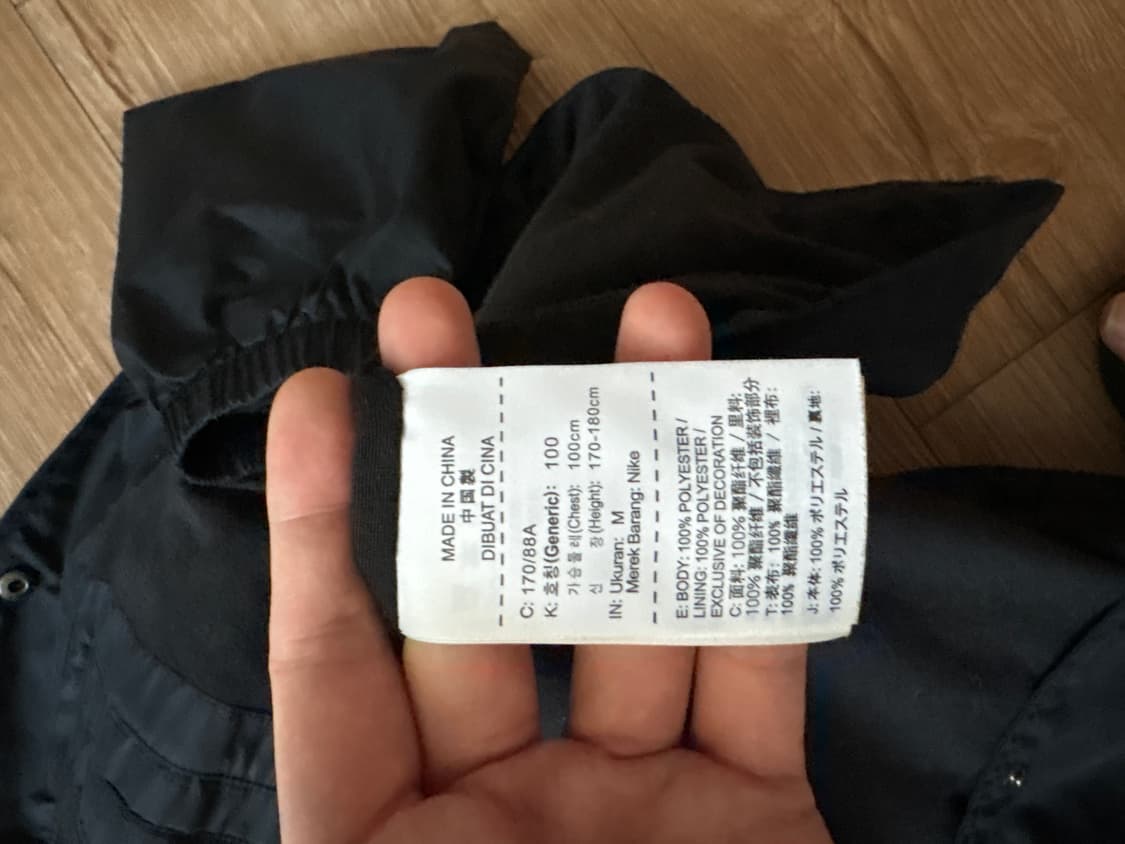 MADE IN CHINA
中国製
DIBUAT DI CINA
C: 170/88A
K: 호칭(Generic): 100
가슴둘레(Chest): 100cm
신 장(Height): 170-180cm
IN: Ukuran: M
Merek Barang: Nike
E: BODY: 100% POLYESTER /
LINING: 100% POLYESTER /
EXCLUSIVE OF DECORATION
C: 面料: 100% 聚酯纤维 / 里料:
100% 聚酯纤维 / 不包括装饰部分
T: 表布: 100% 聚酯纖維 / 裡布:
100% 聚酯纖維
J: 本体: 100% ポリエステル / 裏地:
100% ポリエステル